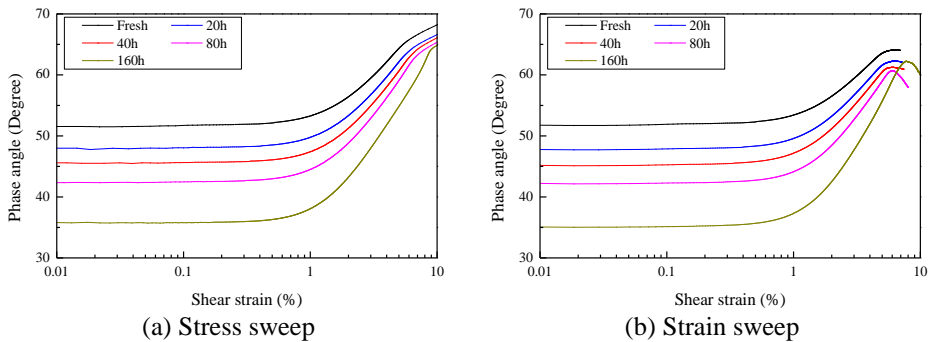 Fresh 20h
40h 80h
160h
70
60
50
40
30
Phase angle (Degree)
0.01 0.1 1 10
Shear strain (%)
(a) Stress sweep
Fresh 20h
40h 80h
160h
70
60
50
40
30
Phase angle (Degree)
0.01 0.1 1 10
Shear strain (%)
(b) Strain sweep